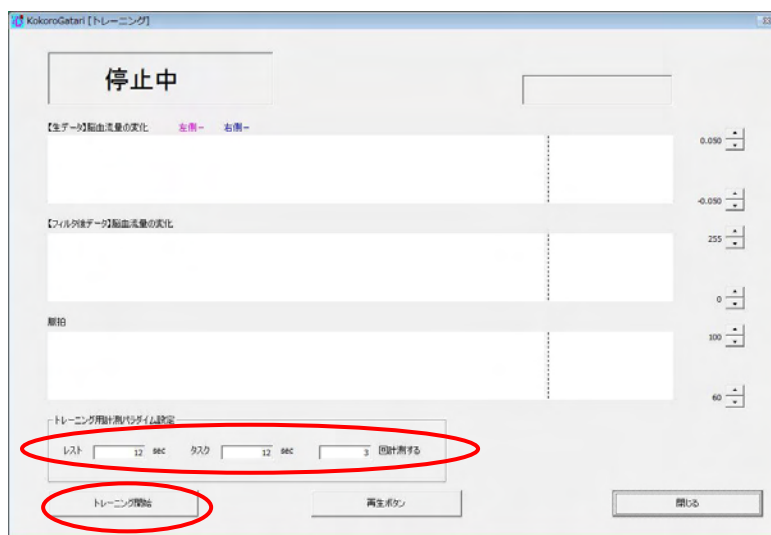 KokoroGatari [トレーニング]
停止中
【生データ】脳血流量の変化 左側ー 右側ー
0.050
-0.050
【フィルタ後データ】脳血流量の変化
255
0
脈拍
100
60
トレーニング用計測パラダイム設定
レスト 12 sec タスク 12 sec 3 回計測する
トレーニング開始 再生ボタン 閉じる